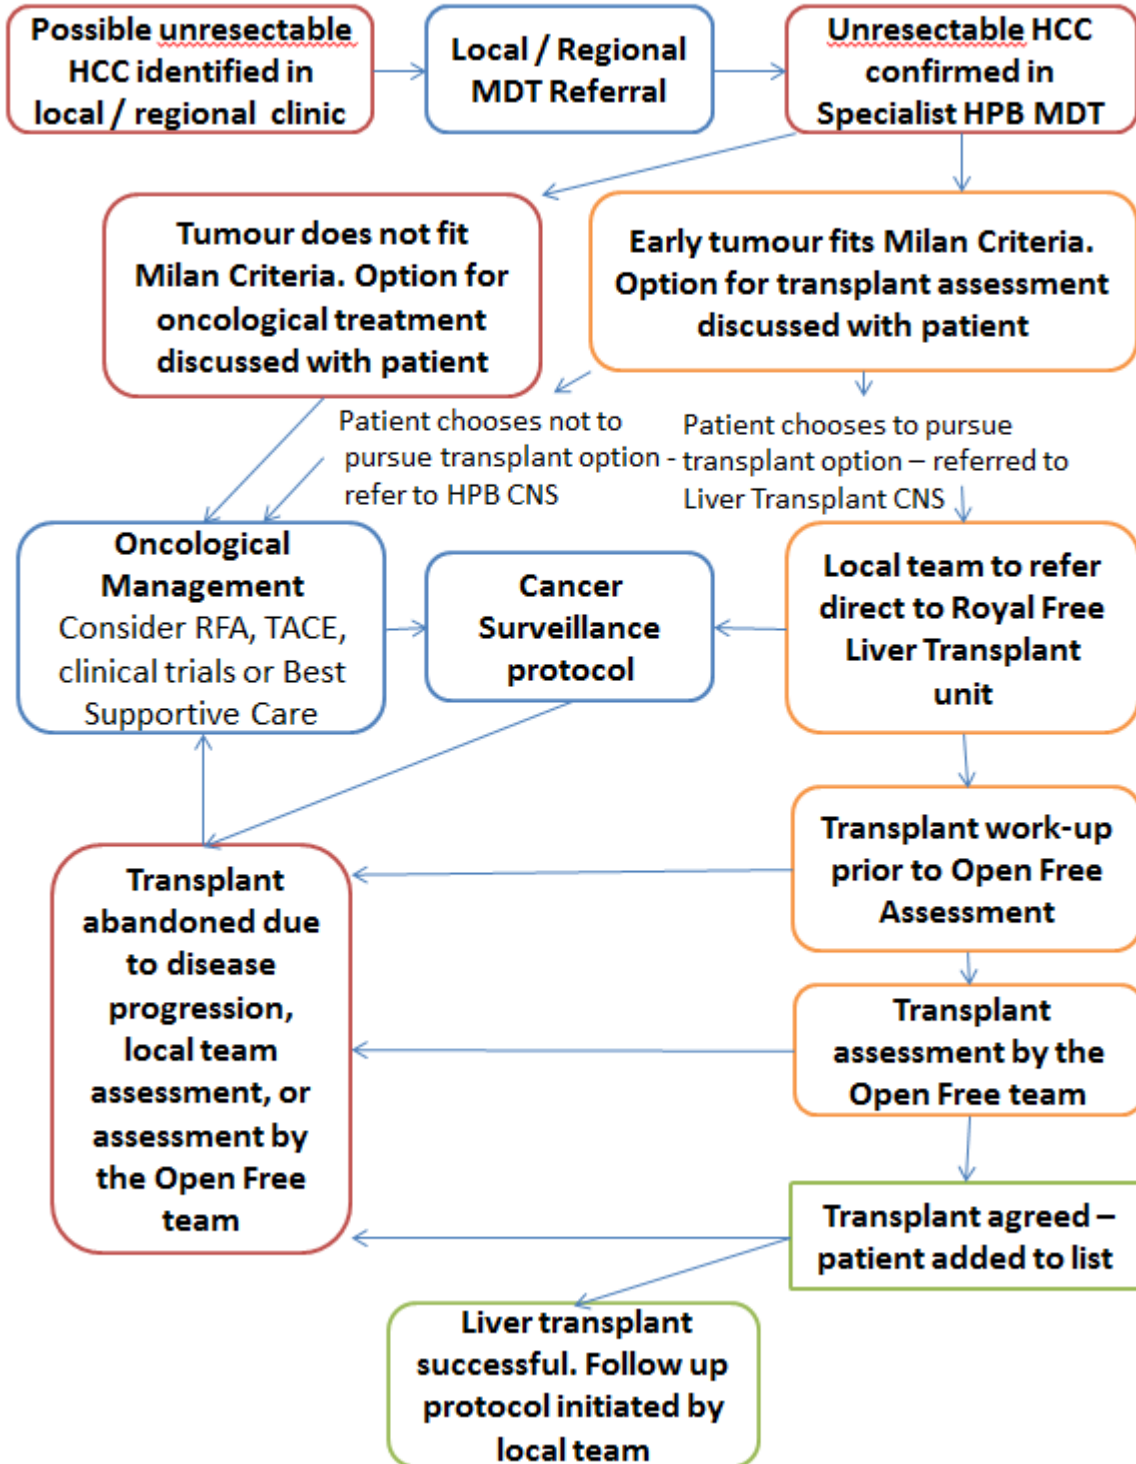 Possible unresectable
HCC identified in
local / regional  clinic
Local / Regional
MDT Referral
Unresectable HCC
confirmed in
Specialist HPB MDT
Tumour does not fit
Milan Criteria. Option for
oncological treatment
discussed with patient
Early tumour fits Milan Criteria.
Option for transplant assessment
discussed with patient
Patient chooses not to
pursue transplant option -
refer to HPB CNS
Patient chooses to pursue
transplant option – referred to
Liver Transplant CNS
Oncological
Management
Consider RFA, TACE,
clinical trials or Best
Supportive Care
Cancer
Surveillance
protocol
Local team to refer
direct to Royal Free
Liver Transplant
unit
Transplant work-up
prior to Open Free
Assessment
Transplant
abandoned due
to disease
progression,
local team
assessment, or
assessment by
the Open Free
team
Transplant
assessment by the
Open Free team
Transplant agreed –
patient added to list
Liver transplant
successful. Follow up
protocol initiated by
local team